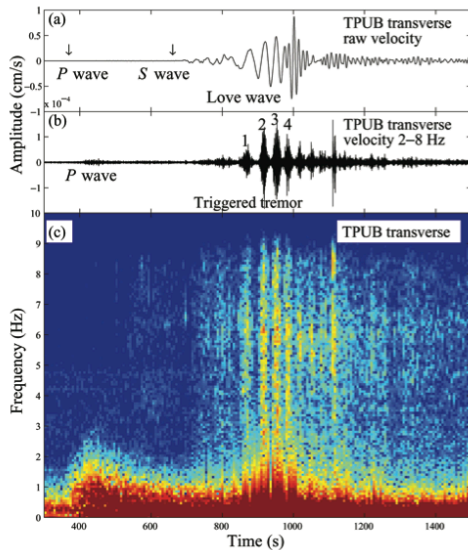 (a)
TPUB transverse
raw velocity
1
0.5
0
-0.5
P wave
S wave
Love wave
x 10⁻⁴
Amplitude (cm/s)
(b)
TPUB transverse
velocity 2–8 Hz
1 2 3 4
1
0
-1
P wave
Triggered tremor
(c)
TPUB transverse
10
9
8
7
6
5
4
3
2
1
0
Frequency (Hz)
400 600 800 1000 1200 1400
Time (s)